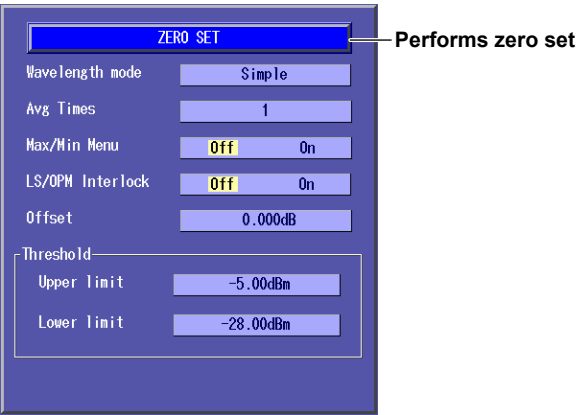 ZERO SET
Performs zero set
Wavelength mode Simple
Avg Times 1
Max/Min Menu Off On
LS/OPM Interlock Off On
Offset 0.000dB
Threshold
Upper limit -5.00dBm
Lower limit -28.00dBm